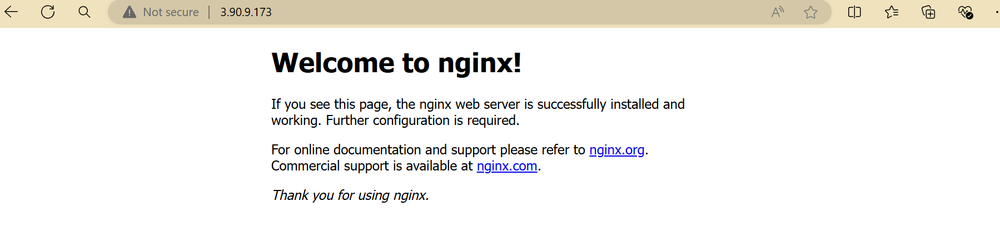 Not secure 3.90.9.173
Welcome to nginx!
If you see this page, the nginx web server is successfully installed and
working. Further configuration is required.
For online documentation and support please refer to nginx.org.
Commercial support is available at nginx.com.
Thank you for using nginx.